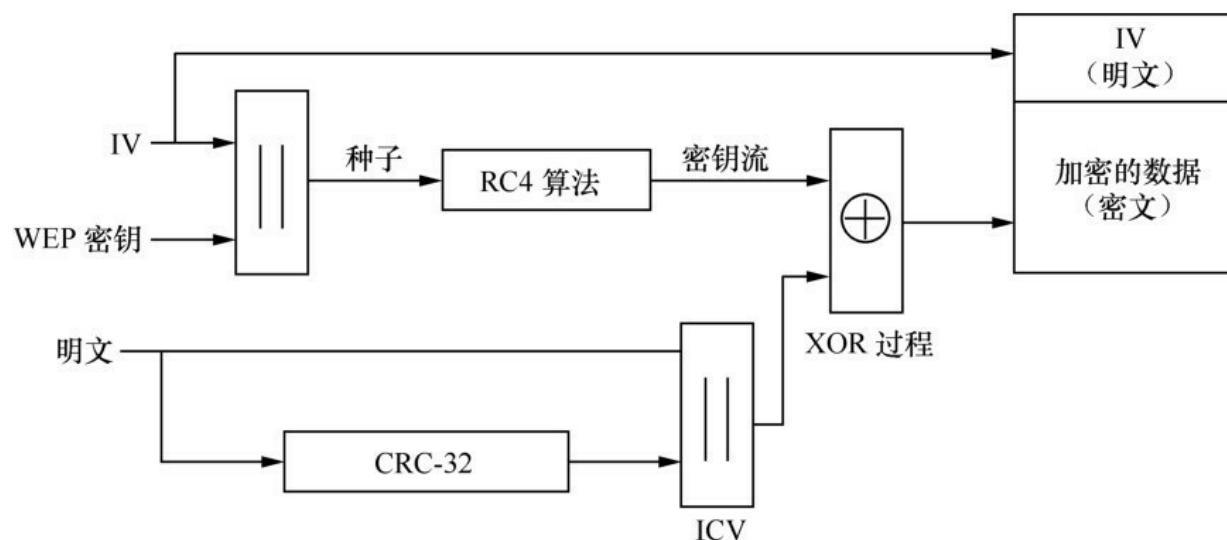 IV
（明文）
IV
种子
RC4 算法
密钥流
加密的数据
（密文）
WEP 密钥
明文
XOR 过程
CRC-32
ICV